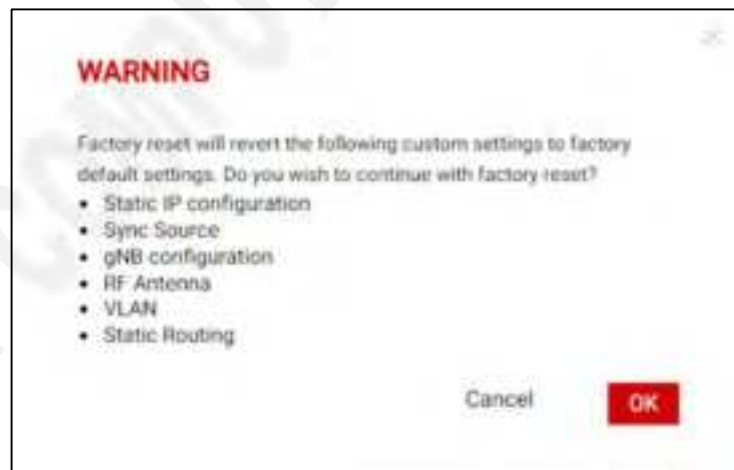 WARNING
Factory reset will revert the following custom settings to factory
default settings. Do you wish to continue with factory reset?
• Static IP configuration
• Sync Source
• gNB configuration
• RF Antenna
• VLAN
• Static Routing
Cancel OK